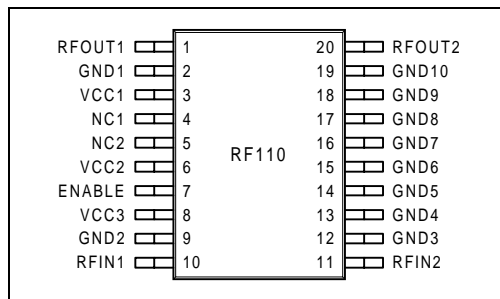 RFOUT1 1 20 RFOUT2
GND1 2 19 GND10
VCC1 3 18 GND9
NC1 4 17 GND8
NC2 5 16 GND7
RF110
VCC2 6 15 GND6
ENABLE 7 14 GND5
VCC3 8 13 GND4
GND2 9 12 GND3
RFIN1 10 11 RFIN2